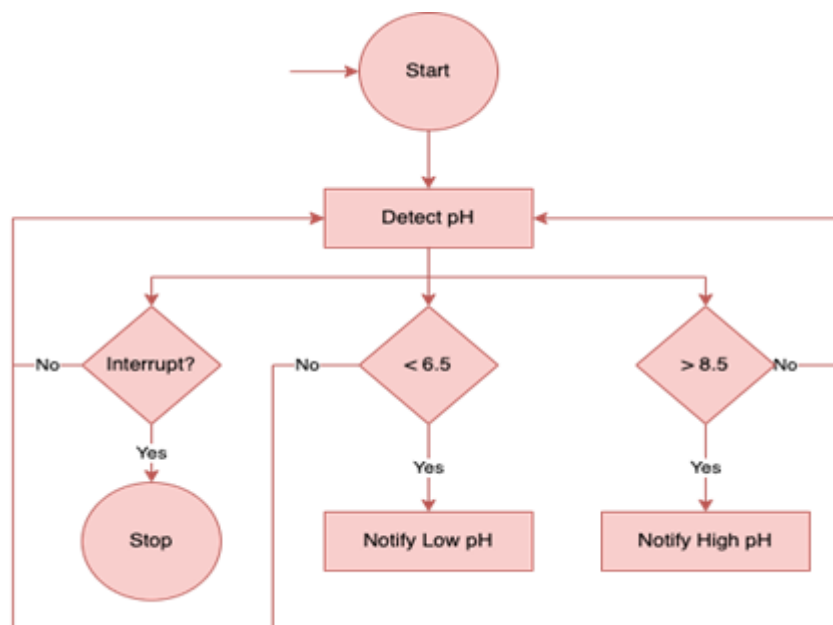 Start
Detect pH
No
Interrupt?
No
< 6.5
> 8.5
No
Yes
Yes
Yes
Stop
Notify Low pH
Notify High pH